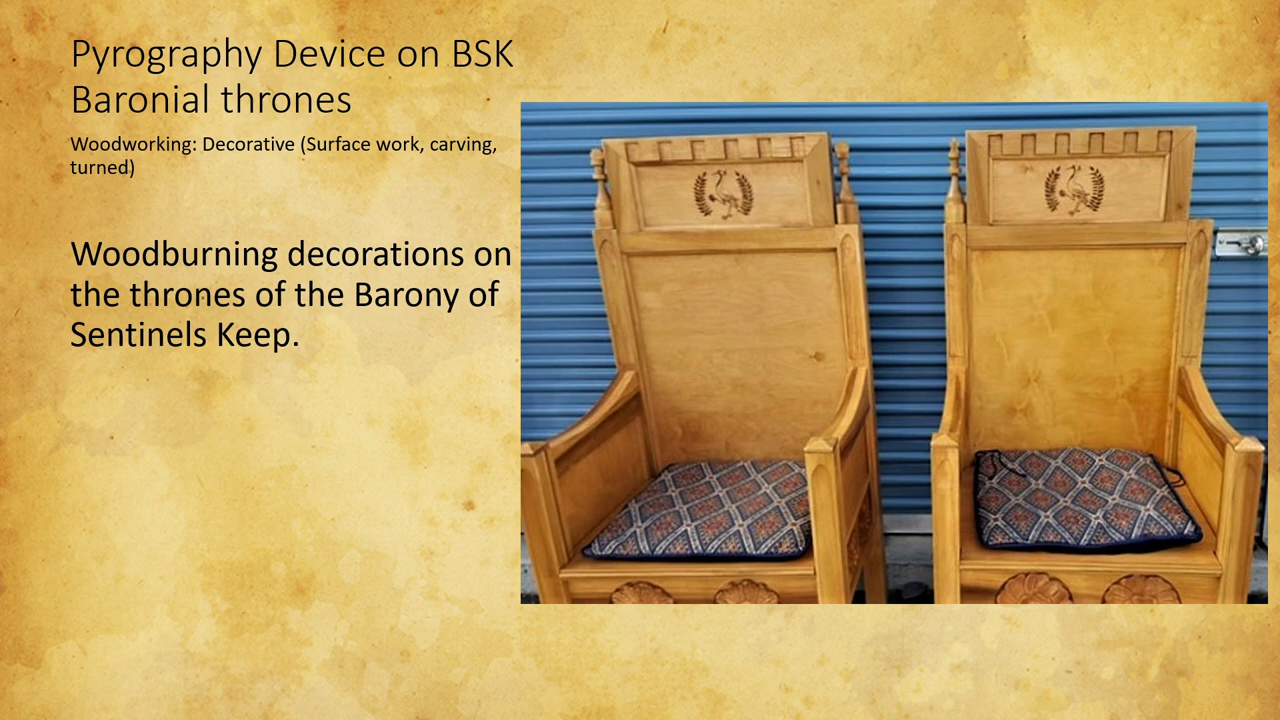 Pyrography Device on BSK
Baronial thrones
Woodworking: Decorative (Surface work, carving,
turned)
Woodburning decorations on
the thrones of the Barony of
Sentinels Keep.